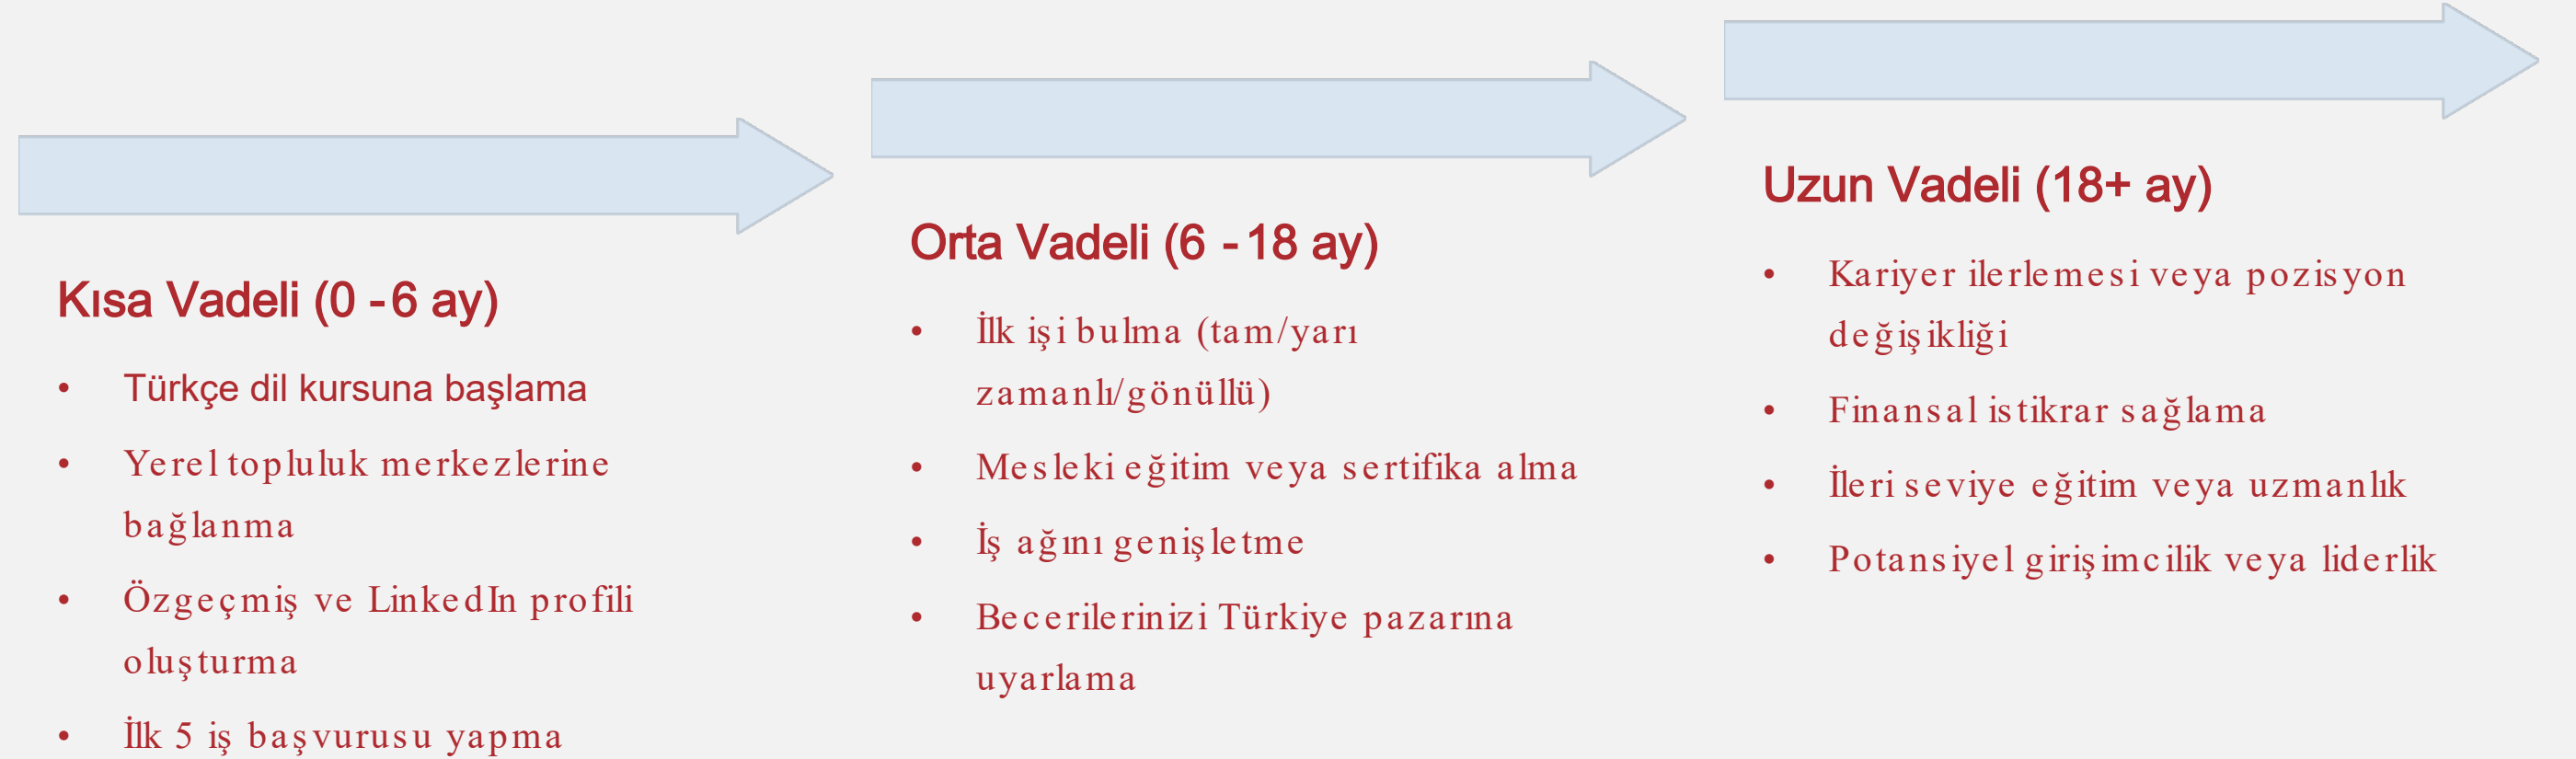 Kısa Vadeli (0 -6 ay)
• Türkçe dil kursuna başlama
• Yerel topluluk merkezlerine
bağlanma
• Özgeçmiş ve LinkedIn profili
oluşturma
• İlk 5 iş başvurusu yapma
Orta Vadeli (6 -18 ay)
• İlk işi bulma (tam/yarı
zamanlı/gönüllü)
• Mesleki eğitim veya sertifika alma
• İş ağını genişletme
• Becerilerinizi Türkiye pazarına
uyarlama
Uzun Vadeli (18+ ay)
• Kariyer ilerlemesi veya pozisyon
değişikliği
• Finansal istikrar sağlama
• İleri seviye eğitim veya uzmanlık
• Potansiyel girişimcilik veya liderlik